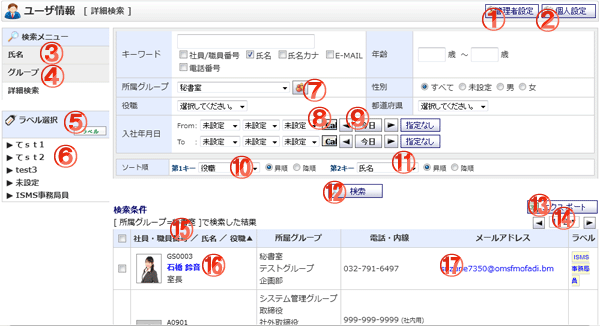 ユーザ情報 [ 詳細検索 ]
①管理者設定
②個人設定
検索メニュー
氏名 ③
グループ ④
詳細検索
ラベル選択 ⑤
ラベル
てst1 ⑥
てst2
test3
未設定
ISMS事務局員
キーワード
社員/職員番号 氏名 氏名カナ E-MAIL
電話番号
年齢
歳 ～ 歳
所属グループ 秘書室 ⑦
性別 すべて 未設定 男 女
役職 選択してください。
都道府県 選択してください。
⑧ ⑨
入社年月日 From: 未設定 未設定 未設定 Cal 今日 指定なし
To : 未設定 未設定 未設定 Cal 今日 指定なし
ソート順 第1キー 役職 ⑩ 昇順 降順 第2キー 氏名 ⑪ 昇順 降順
⑫ 検索
⑬ エクスポート
⑭
検索条件
[ 所属グループ=秘書室 ]で検索した結果
⑮
社員・職員番号 ／ 氏名 ／ 役職▲ 所属グループ 電話・内線 メールアドレス ラベル
GS0003
石橋 鈴音 ⑯
室長
秘書室
テストグループ
企画部
032-791-6497
⑰
suzune7350@omsfmofadi.bm
ISMS
事務局
員
A0901
システム管理グループ
取締役
社外取締役
999-999-9999 (社内用)